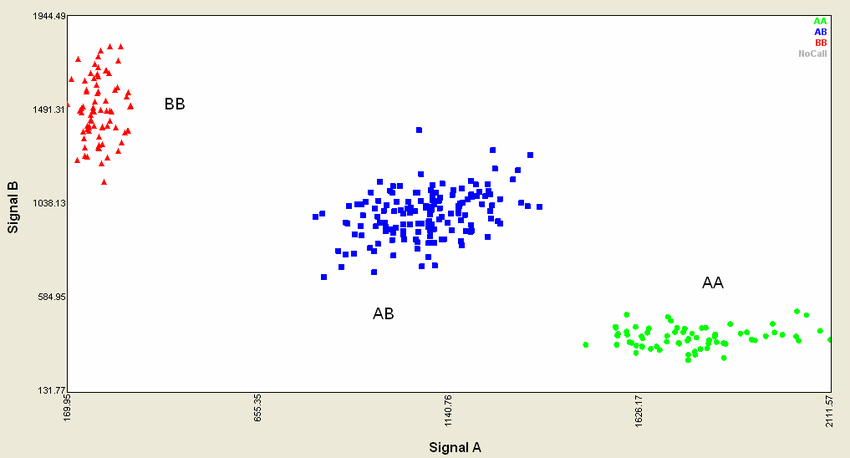 1944.49
AA
AB
BB
NoCall
BB
1491.31
1038.13
Signal B
AA
584.95
AB
131.77
169.95
655.35
1140.76
1626.17
2111.57
Signal A